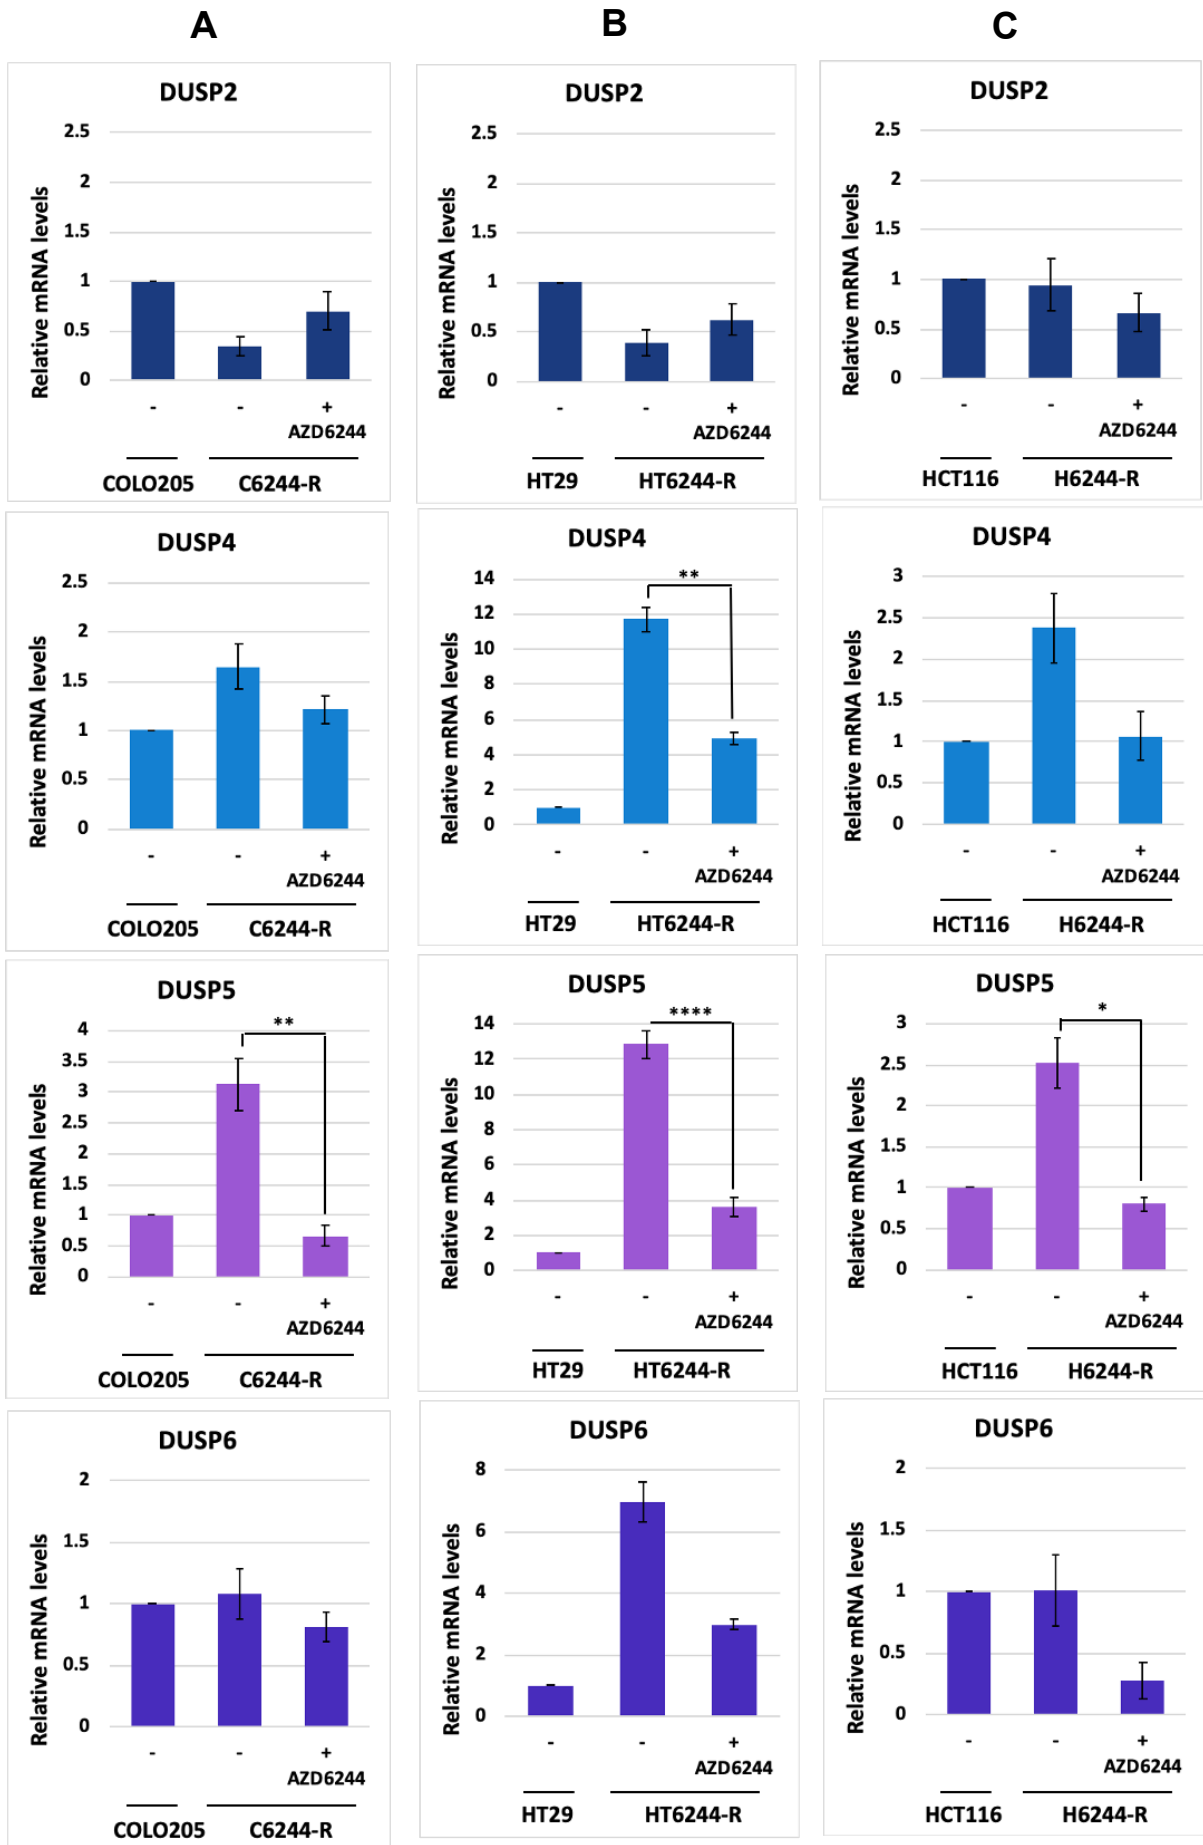 A B C
DUSP2
Relative mRNA levels
2.5
2
1.5
1
0.5
0
- - +
AZD6244
COLO205 C6244-R
DUSP2
Relative mRNA levels
2.5
2
1.5
1
0.5
0
- - +
AZD6244
HT29 HT6244-R
DUSP2
Relative mRNA levels
2.5
2
1.5
1
0.5
0
- - +
AZD6244
HCT116 H6244-R
DUSP4
Relative mRNA levels
2.5
2
1.5
1
0.5
0
- - +
AZD6244
COLO205 C6244-R
DUSP4
Relative mRNA levels
14
12
10
8
6
4
2
0
**
- - +
AZD6244
HT29 HT6244-R
DUSP4
Relative mRNA levels
3
2.5
2
1.5
1
0.5
0
- - +
AZD6244
HCT116 H6244-R
DUSP5
Relative mRNA levels
4
3.5
3
2.5
2
1.5
1
0.5
0
**
- - +
AZD6244
COLO205 C6244-R
DUSP5
Relative mRNA levels
14
12
10
8
6
4
2
0
****
- - +
AZD6244
HT29 HT6244-R
DUSP5
Relative mRNA levels
3
2.5
2
1.5
1
0.5
0
*
- - +
AZD6244
HCT116 H6244-R
DUSP6
Relative mRNA levels
2
1.5
1
0.5
0
- - +
AZD6244
COLO205 C6244-R
DUSP6
Relative mRNA levels
8
6
4
2
0
- - +
AZD6244
HT29 HT6244-R
DUSP6
Relative mRNA levels
2
1.5
1
0.5
0
- - +
AZD6244
HCT116 H6244-R